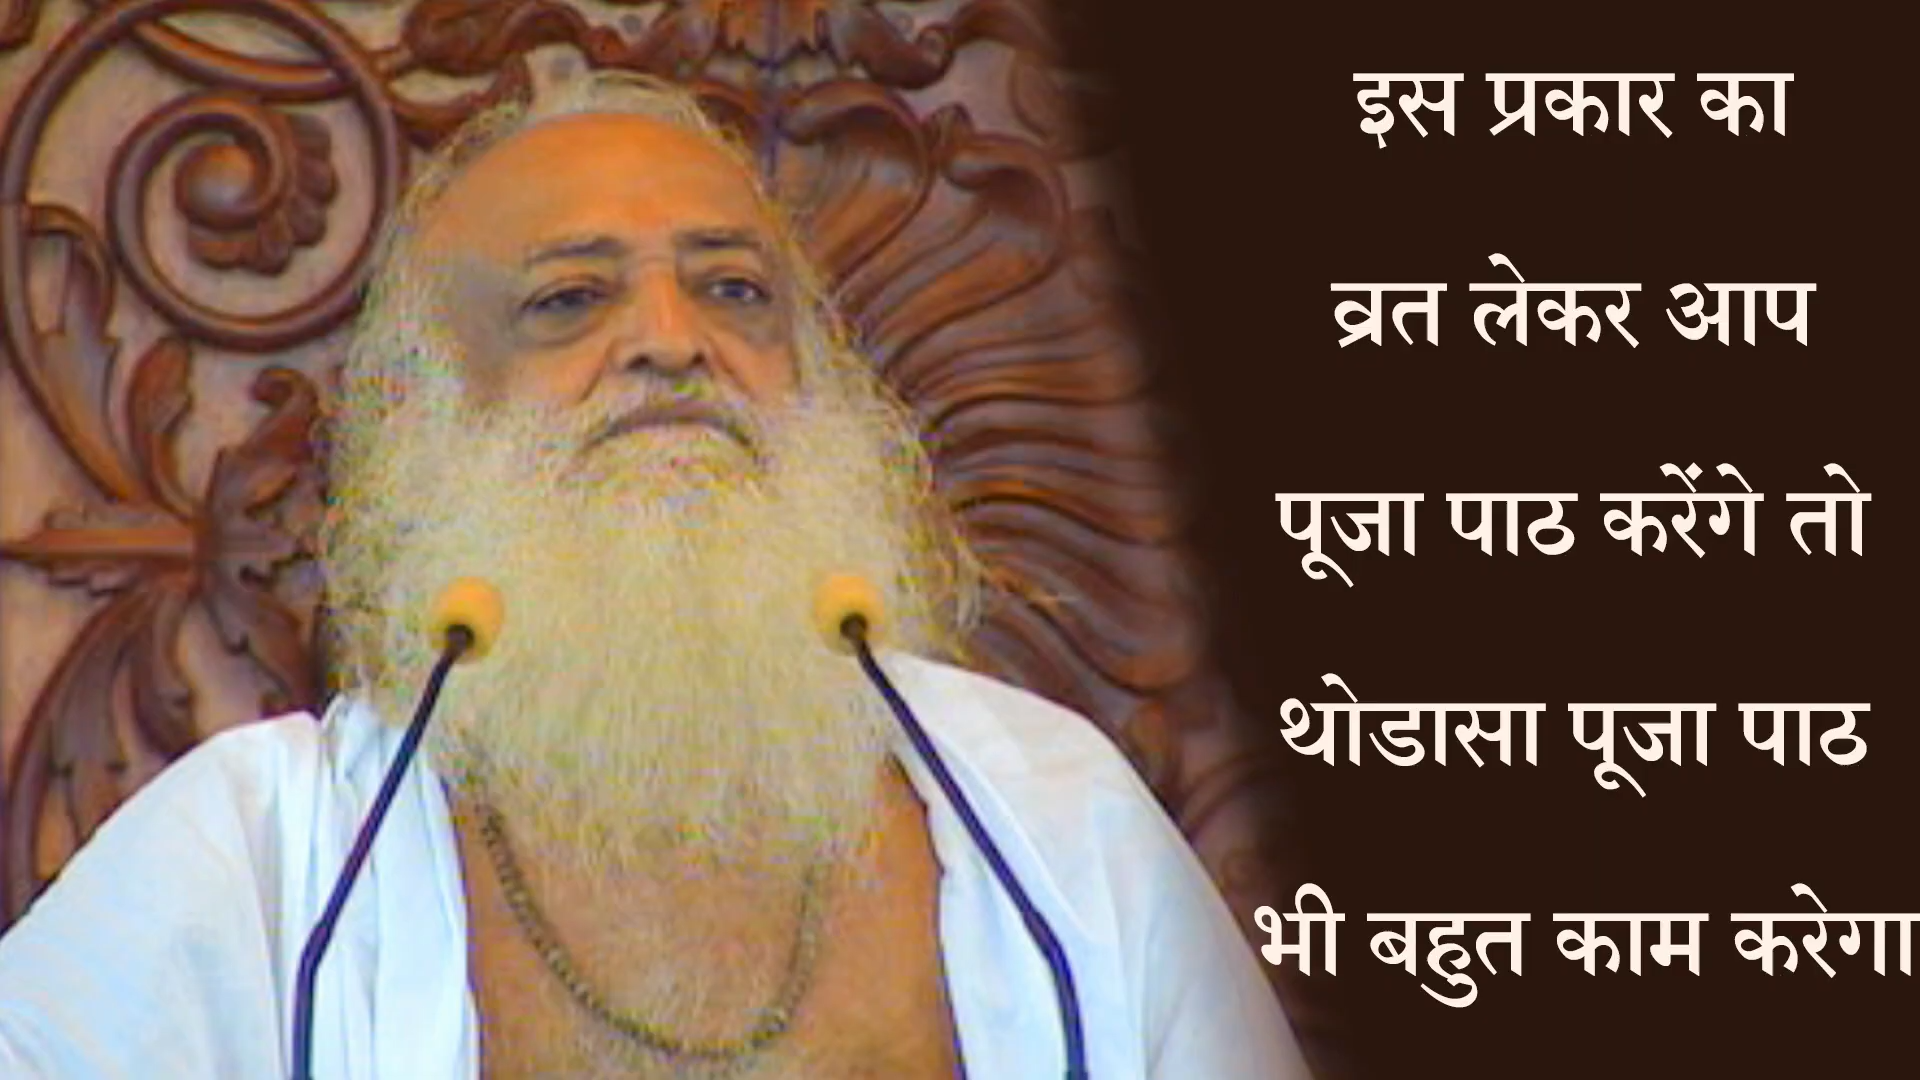 इस प्रकार का
व्रत लेकर आप
पूजा पाठ करेंगे तो
थोडासा पूजा पाठ
भी बहुत काम करेगा